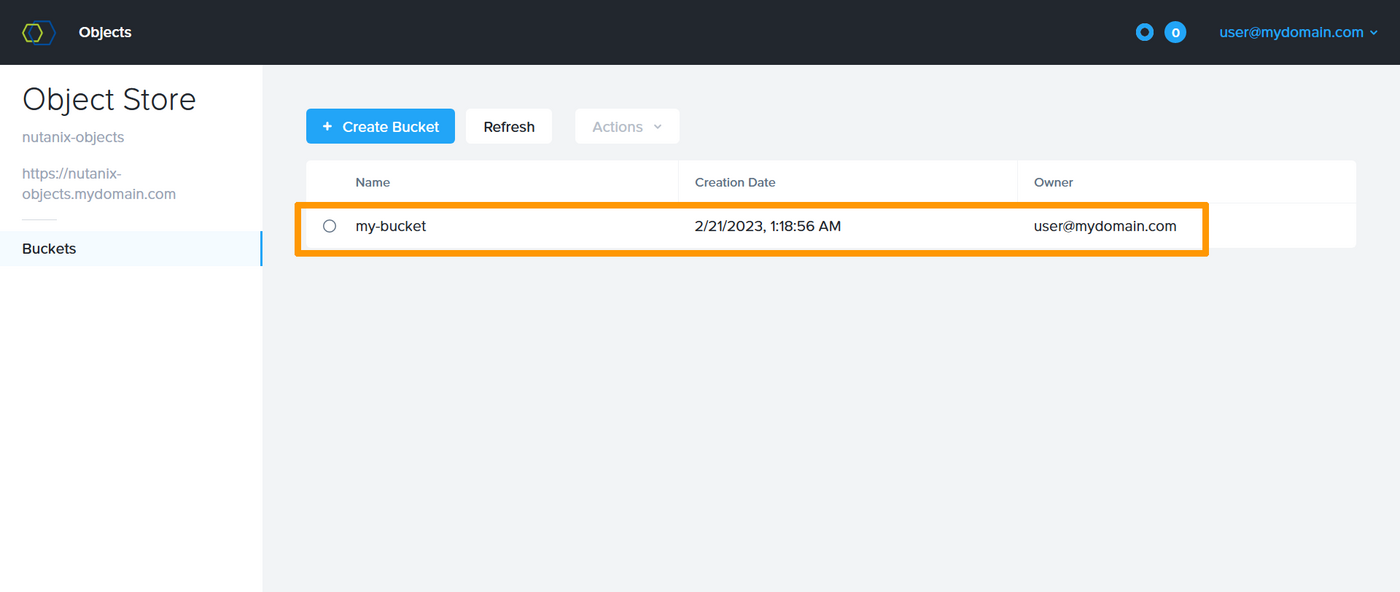 Objects
0
user@mydomain.com
Object Store
nutanix-objects
https://nutanix-
objects.mydomain.com
Buckets
+ Create Bucket
Refresh
Actions
Name
Creation Date
Owner
my-bucket
2/21/2023, 1:18:56 AM
user@mydomain.com